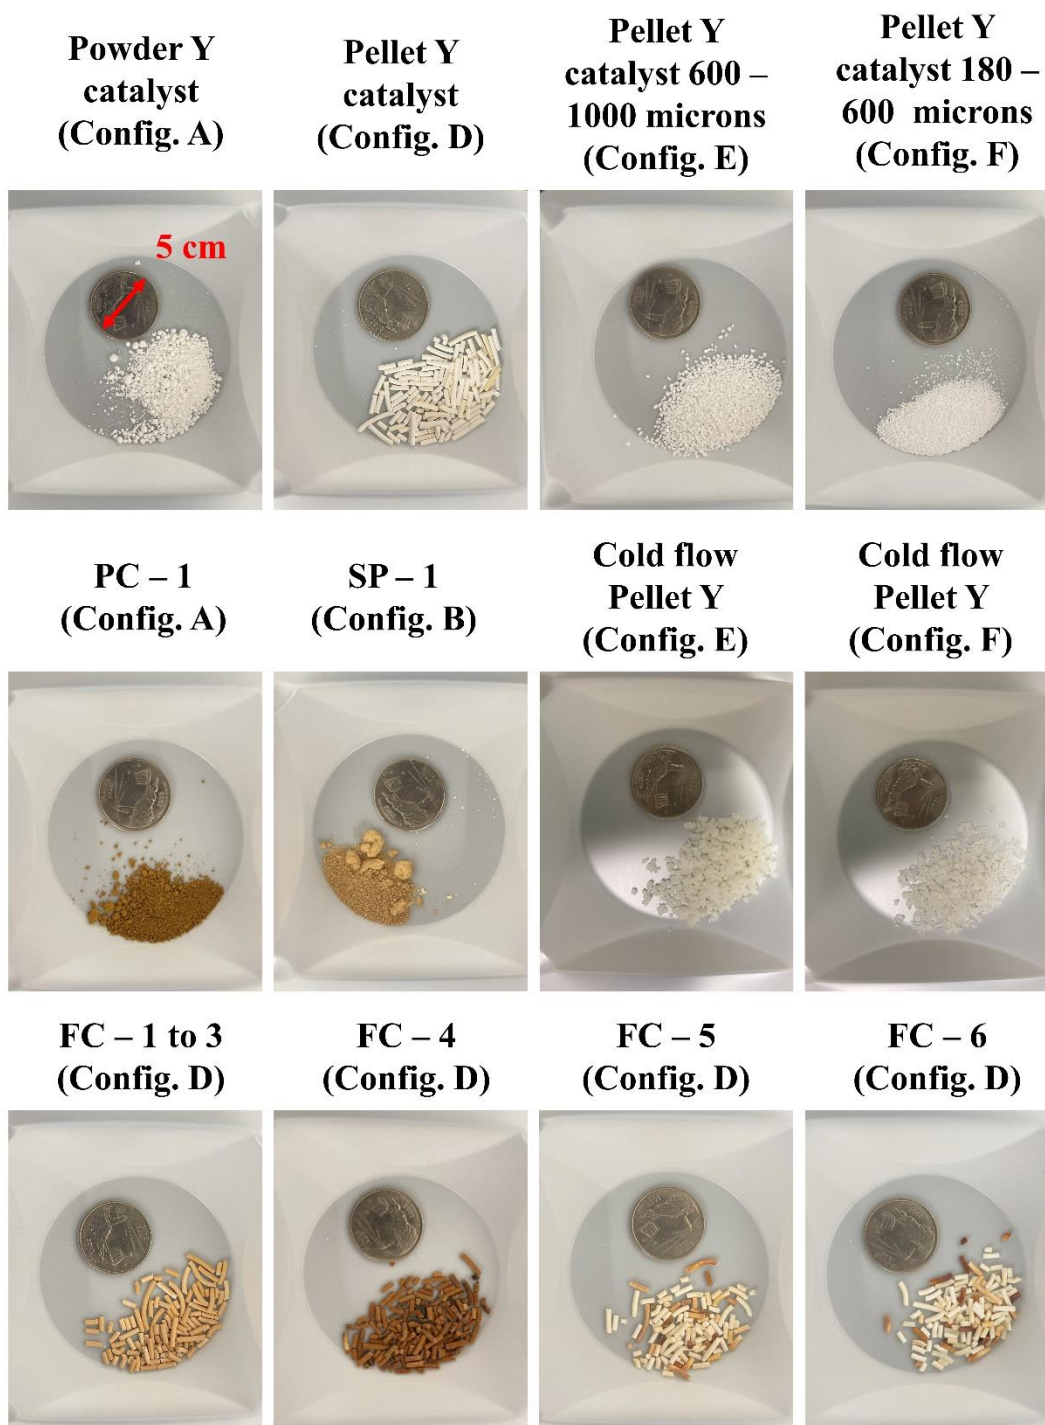 Powder Y
catalyst
(Config. A)
Pellet Y
catalyst
(Config. D)
Pellet Y
catalyst 600 –
1000 microns
(Config. E)
Pellet Y
catalyst 180 –
600 microns
(Config. F)
5 cm
PC – 1
(Config. A)
SP – 1
(Config. B)
Cold flow
Pellet Y
(Config. E)
Cold flow
Pellet Y
(Config. F)
FC – 1 to 3
(Config. D)
FC – 4
(Config. D)
FC – 5
(Config. D)
FC – 6
(Config. D)